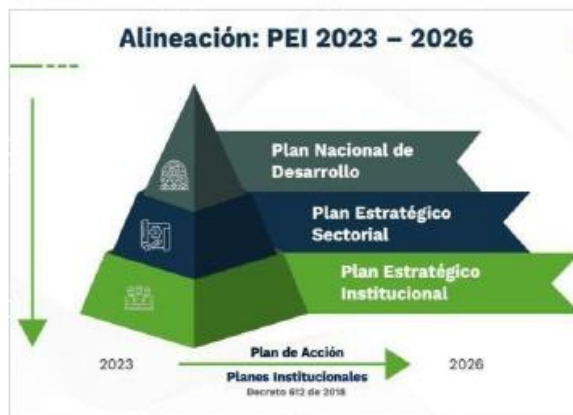 Alineación: PEI 2023 – 2026
Plan Nacional de
Desarrollo
Plan Estratégico
Sectorial
Plan Estratégico
Institucional
2023
Plan de Acción
2026
Planes Institucionales
Decreto 612 de 2018